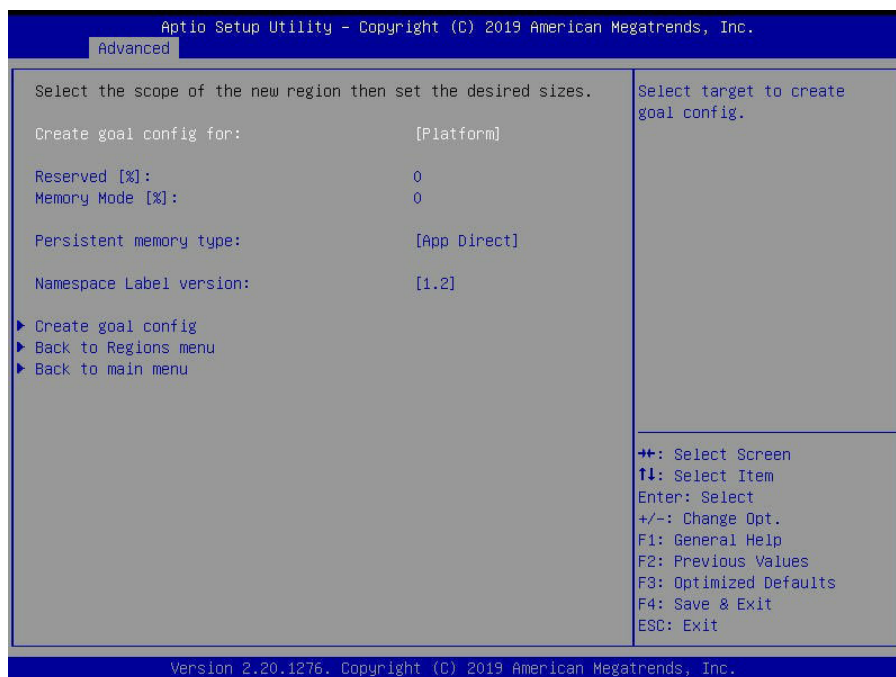 Aptio Setup Utility – Copyright (C) 2019 American Megatrends, Inc.
Advanced
Select the scope of the new region then set the desired sizes.
Create goal config for: [Platform]
Reserved [%]: 0
Memory Mode [%]: 0
Persistent memory type: [App Direct]
Namespace Label version: [1.2]
Create goal config
Back to Regions menu
Back to main menu
Select target to create
goal config.
→←: Select Screen
↑↓: Select Item
Enter: Select
+/-: Change Opt.
F1: General Help
F2: Previous Values
F3: Optimized Defaults
F4: Save & Exit
ESC: Exit
Version 2.20.1276. Copyright (C) 2019 American Megatrends, Inc.